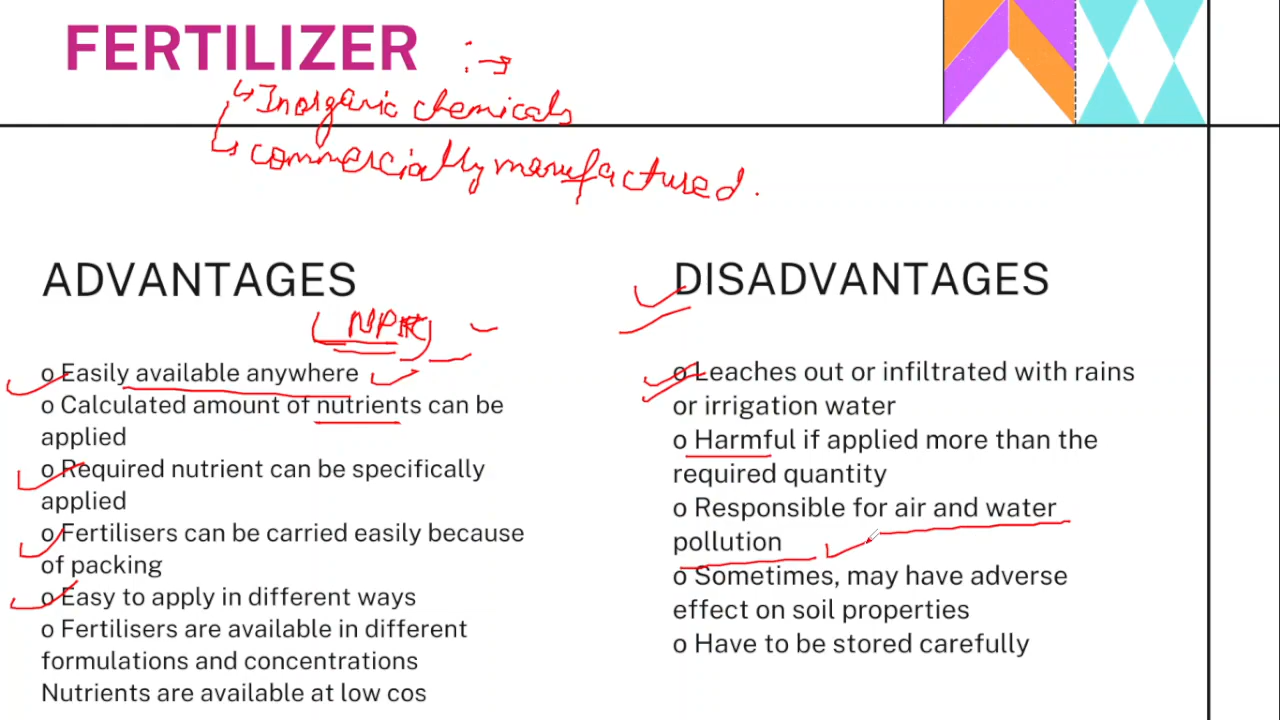 FERTILIZER :→
↳ Inorganic chemicals
↳ commercially manufactured.
ADVANTAGES
(NPK)
o Easily available anywhere
o Calculated amount of nutrients can be
applied
o Required nutrient can be specifically
applied
o Fertilisers can be carried easily because
of packing
o Easy to apply in different ways
o Fertilisers are available in different
formulations and concentrations
Nutrients are available at low cos
DISADVANTAGES
o Leaches out or infiltrated with rains
or irrigation water
o Harmful if applied more than the
required quantity
o Responsible for air and water
pollution
o Sometimes, may have adverse
effect on soil properties
o Have to be stored carefully